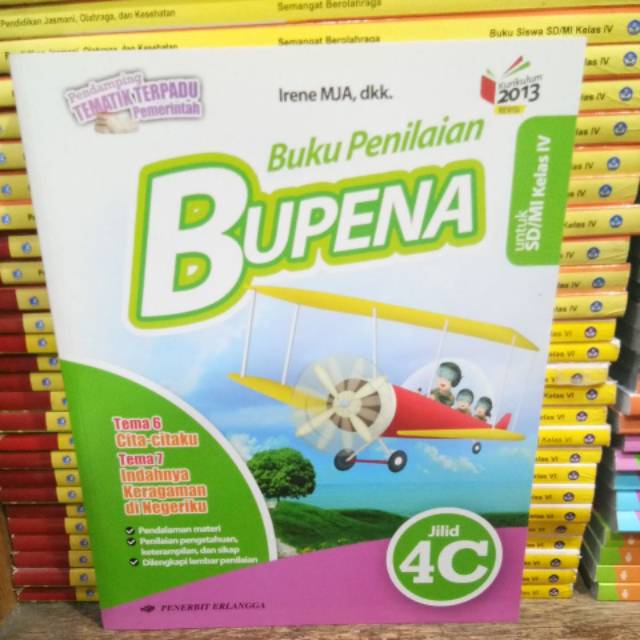 Pendidikan Jasmani, Olahraga, dan Kesehatan
Semangat Berolahraga
Semangat Berolahraga
Buku Siswa SD/MI Kelas IV
Pendamping
TEMATIK TERPADU
Pemerintah
Irene MJA, dkk.
Kurikulum
2013
REVISI
Buku Penilaian
BUPENA
untuk
SD/MI Kelas IV
Tema 6
Cita-citaku
Tema 7
Indahnya
Keragaman
di Negeriku
Pendalaman materi
Penilaian pengetahuan,
keterampilan, dan sikap
Dilengkapi lembar penilaian
Jilid
4C
PENERBIT ERLANGGA